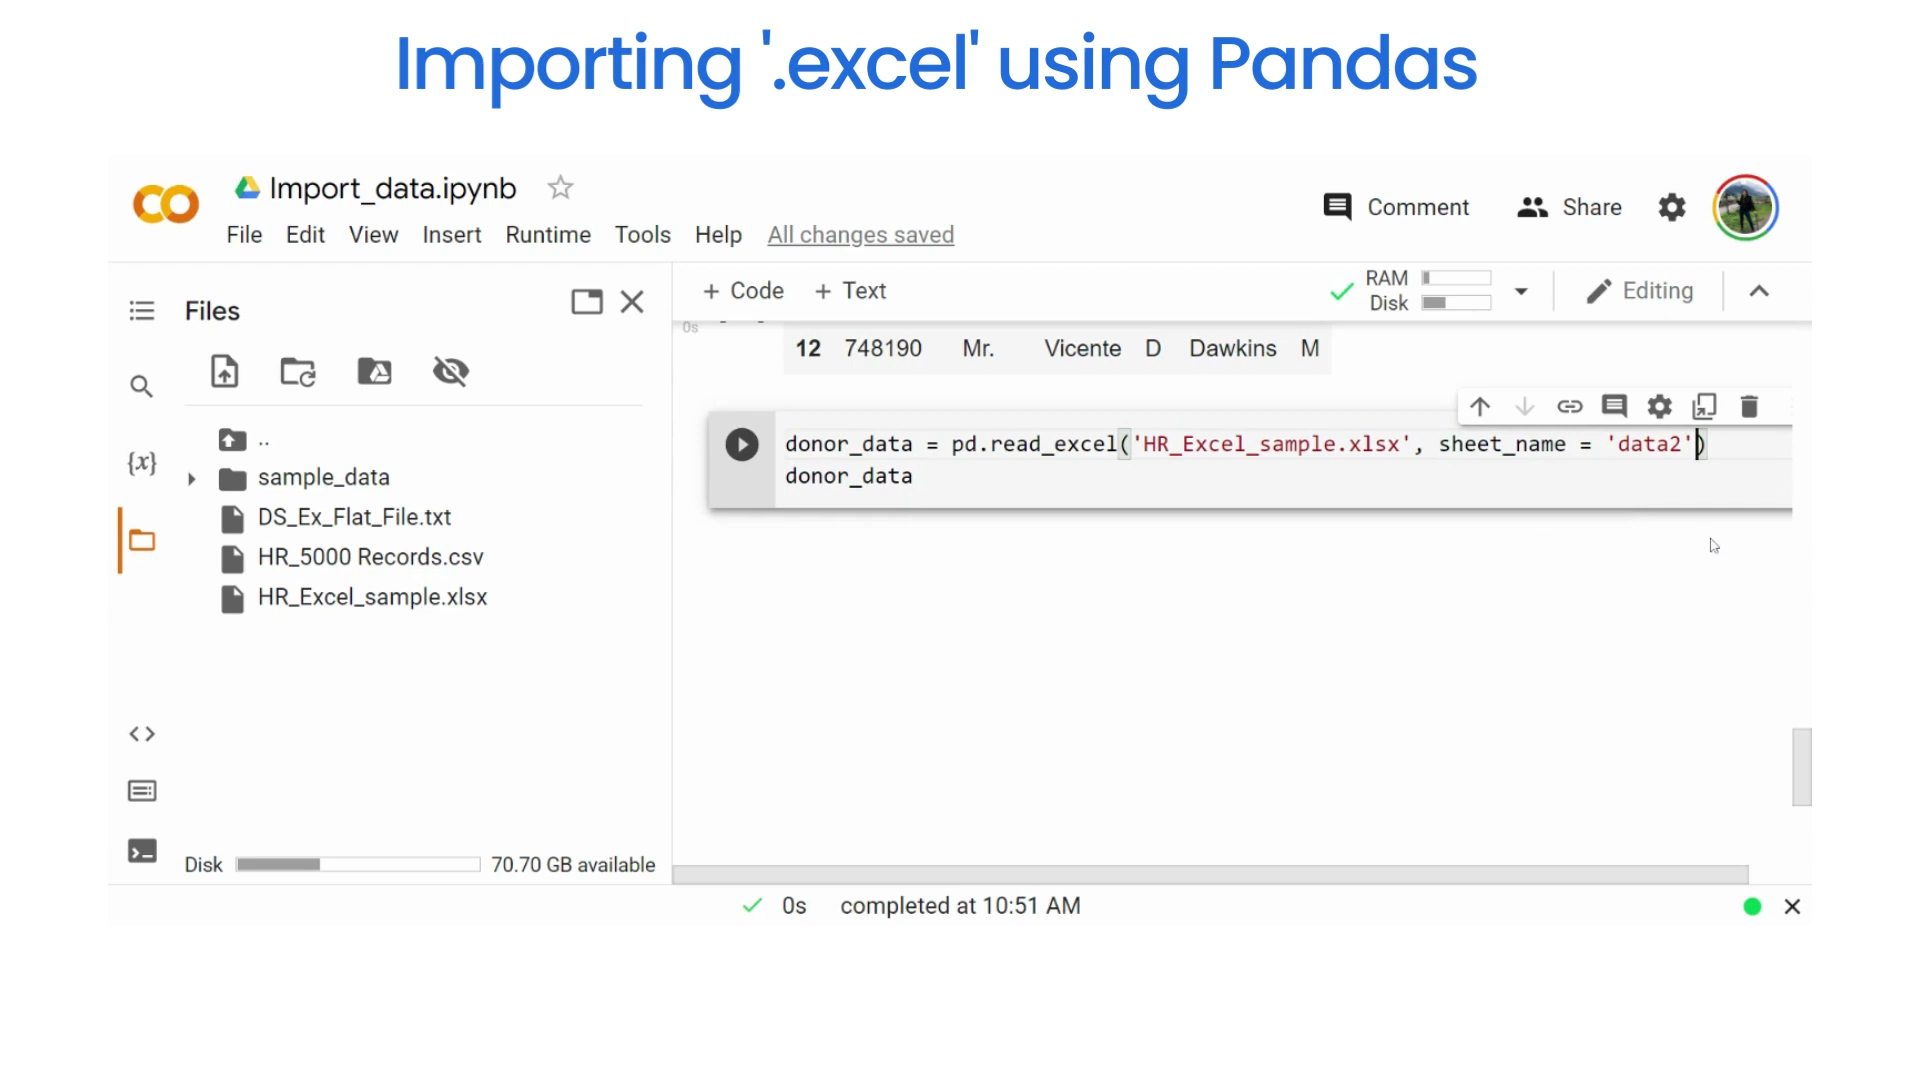 Importing '.excel' using Pandas
Import_data.ipynb
File Edit View Insert Runtime Tools Help All changes saved
Comment Share
Files
+ Code + Text
RAM
Disk
Editing
0s
12 748190 Mr. Vicente D Dawkins M
..
sample_data
DS_Ex_Flat_File.txt
HR_5000 Records.csv
HR_Excel_sample.xlsx
{x}
donor_data = pd.read_excel('HR_Excel_sample.xlsx', sheet_name = 'data2')
donor_data
Disk 70.70 GB available
0s completed at 10:51 AM